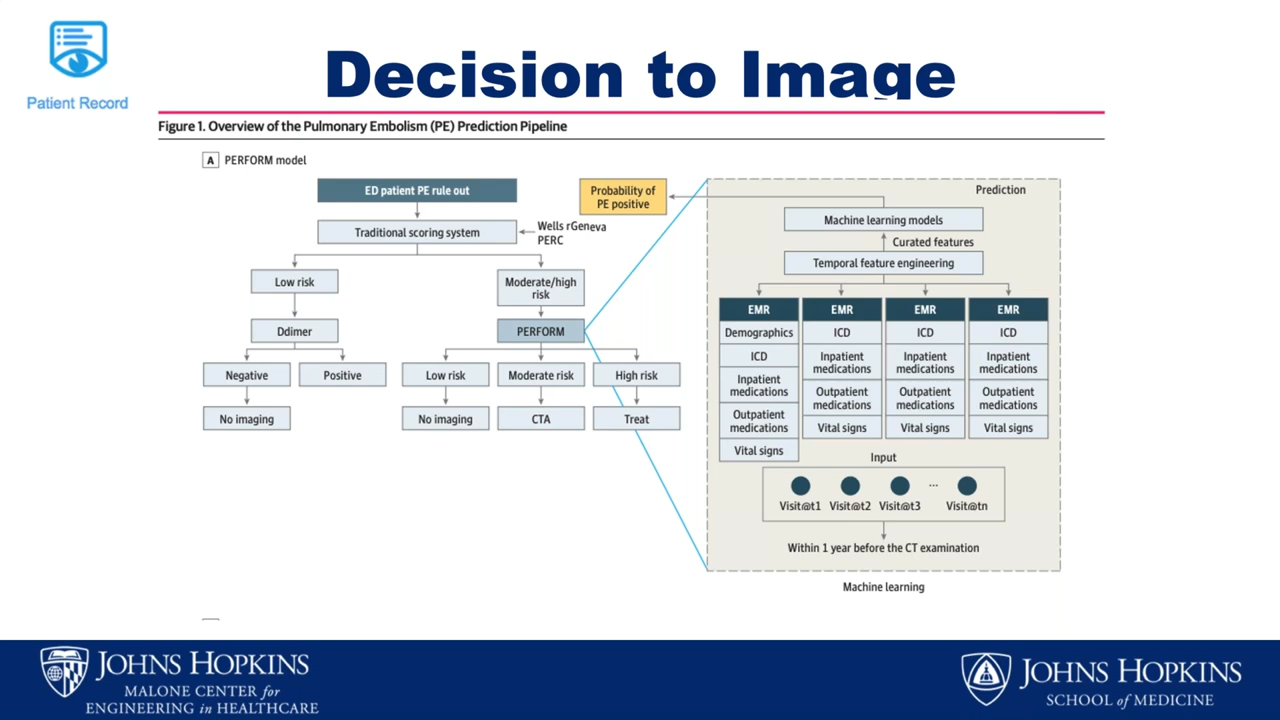 Patient Record
Decision to Image
Figure 1. Overview of the Pulmonary Embolism (PE) Prediction Pipeline
A PERFORM model
ED patient PE rule out
Traditional scoring system
Wells rGeneva
PERC
Low risk
Moderate/high
risk
Ddimer
PERFORM
Negative
Positive
Low risk
Moderate risk
High risk
No imaging
No imaging
CTA
Treat
Probability of
PE positive
Prediction
Machine learning models
Curated features
Temporal feature engineering
EMR
Demographics
ICD
Inpatient
medications
Outpatient
medications
Vital signs
EMR
ICD
Inpatient
medications
Outpatient
medications
Vital signs
EMR
ICD
Inpatient
medications
Outpatient
medications
Vital signs
EMR
ICD
Inpatient
medications
Outpatient
medications
Vital signs
Input
...
Visit@t1 Visit@t2 Visit@t3 Visit@tn
Within 1 year before the CT examination
Machine learning
JOHNS HOPKINS
MALONE CENTER for
ENGINEERING in HEALTHCARE
JOHNS HOPKINS
SCHOOL of MEDICINE